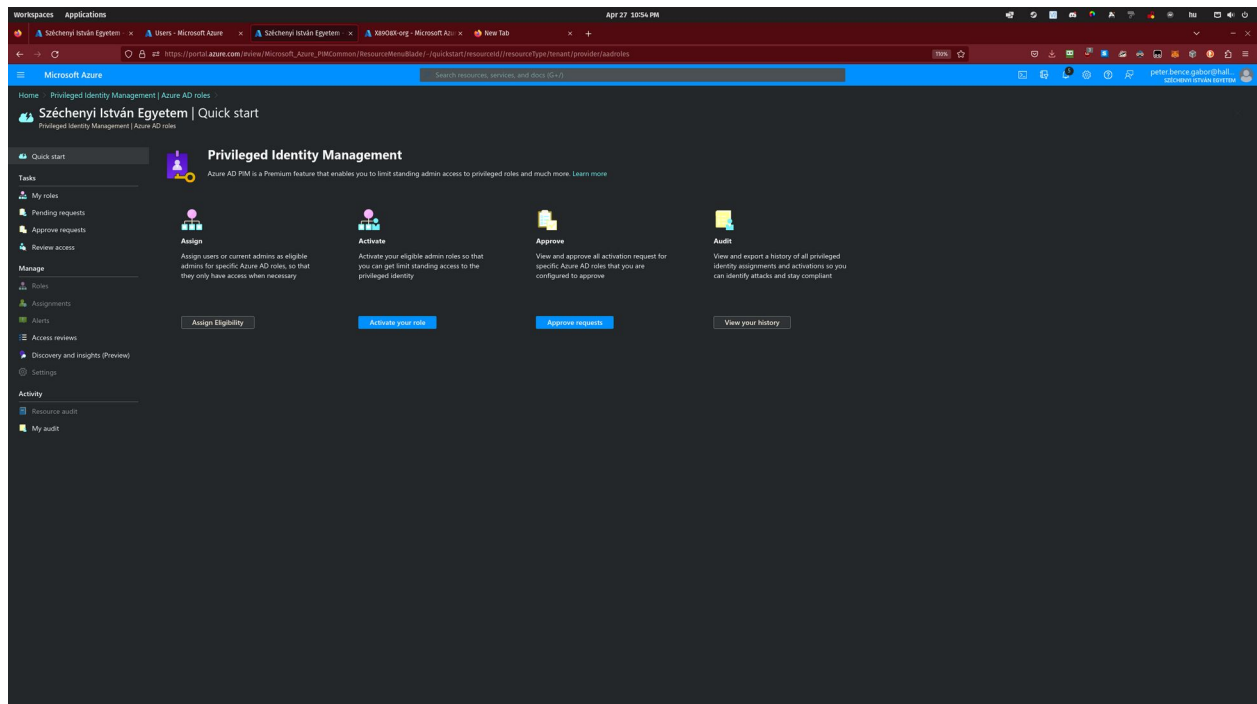 Workspaces Applications
Apr 27 10:54 PM
hu
Széchenyi István Egyetem
Users - Microsoft Azure
Széchenyi István Egyetem
X8908X-org - Microsoft Azu
New Tab
https://portal.azure.com/#view/Microsoft_Azure_PIMCommon/ResourceMenuBlade/~/quickstart/resourceId//resourceType/tenant/provider/aadroles
110%
Microsoft Azure
Search resources, services, and docs (G+/)
peter.bence.gabor@hall...
SZÉCHENYI ISTVÁN EGYETEM
Home > Privileged Identity Management | Azure AD roles >
Széchenyi István Egyetem | Quick start
Privileged Identity Management | Azure AD roles
Quick start
Tasks
My roles
Pending requests
Approve requests
Review access
Manage
Roles
Assignments
Alerts
Access reviews
Discovery and insights (Preview)
Settings
Activity
Resource audit
My audit
Privileged Identity Management
Azure AD PIM is a Premium feature that enables you to limit standing admin access to privileged roles and much more. Learn more
Assign
Assign users or current admins as eligible
admins for specific Azure AD roles, so that
they only have access when necessary
Assign Eligibility
Activate
Activate your eligible admin roles so that
you can get limit standing access to the
privileged identity
Activate your role
Approve
View and approve all activation request for
specific Azure AD roles that you are
configured to approve
Approve requests
Audit
View and export a history of all privileged
identity assignments and activations so you
can identify attacks and stay compliant
View your history